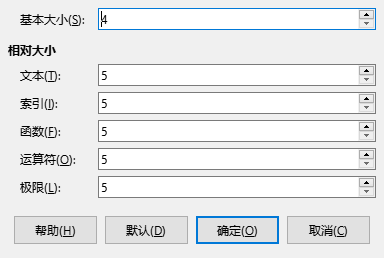 基本大小(S): 4
相对大小
文本(T): 5
索引(I): 5
函数(F): 5
运算符(O): 5
极限(L): 5
帮助(H) 默认(D) 确定(O) 取消(C)